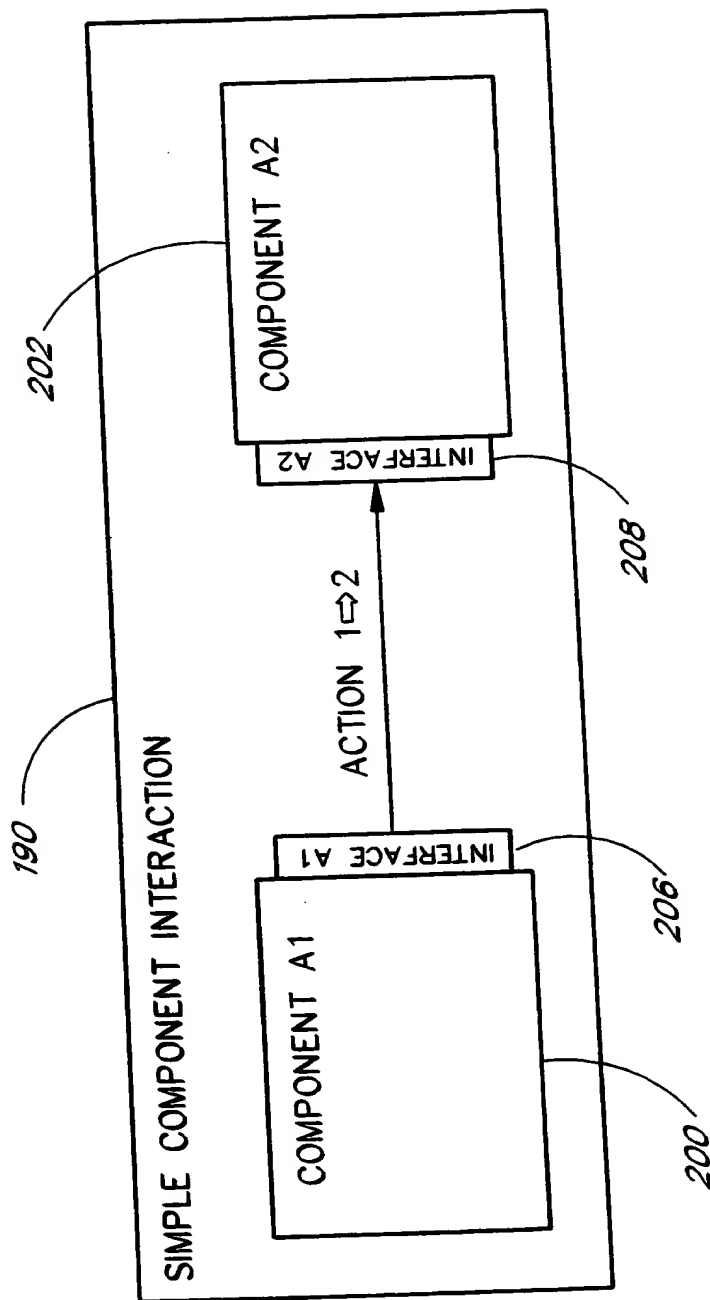 190
SIMPLE COMPONENT INTERACTION
202
COMPONENT A1
INTERFACE A1
ACTION 1⇨2
INTERFACE A2
COMPONENT A2
200
206
208